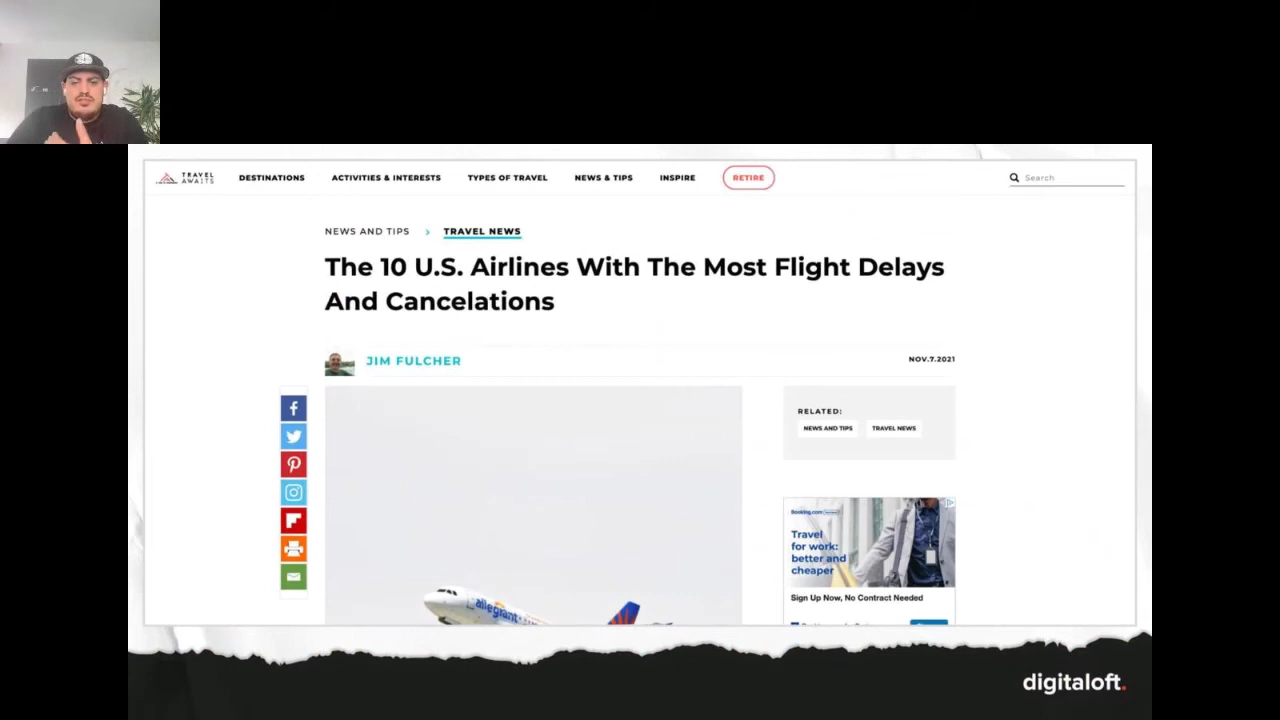 TRAVEL
AWAITS
DESTINATIONS
ACTIVITIES & INTERESTS
TYPES OF TRAVEL
NEWS & TIPS
INSPIRE
RETIRE
Search
NEWS AND TIPS > TRAVEL NEWS
The 10 U.S. Airlines With The Most Flight Delays
And Cancelations
JIM FULCHER
NOV.7.2021
RELATED:
NEWS AND TIPS
TRAVEL NEWS
Booking.com
Travel
for work:
better and
cheaper
Sign Up Now, No Contract Needed
allegiant
digitaloft.